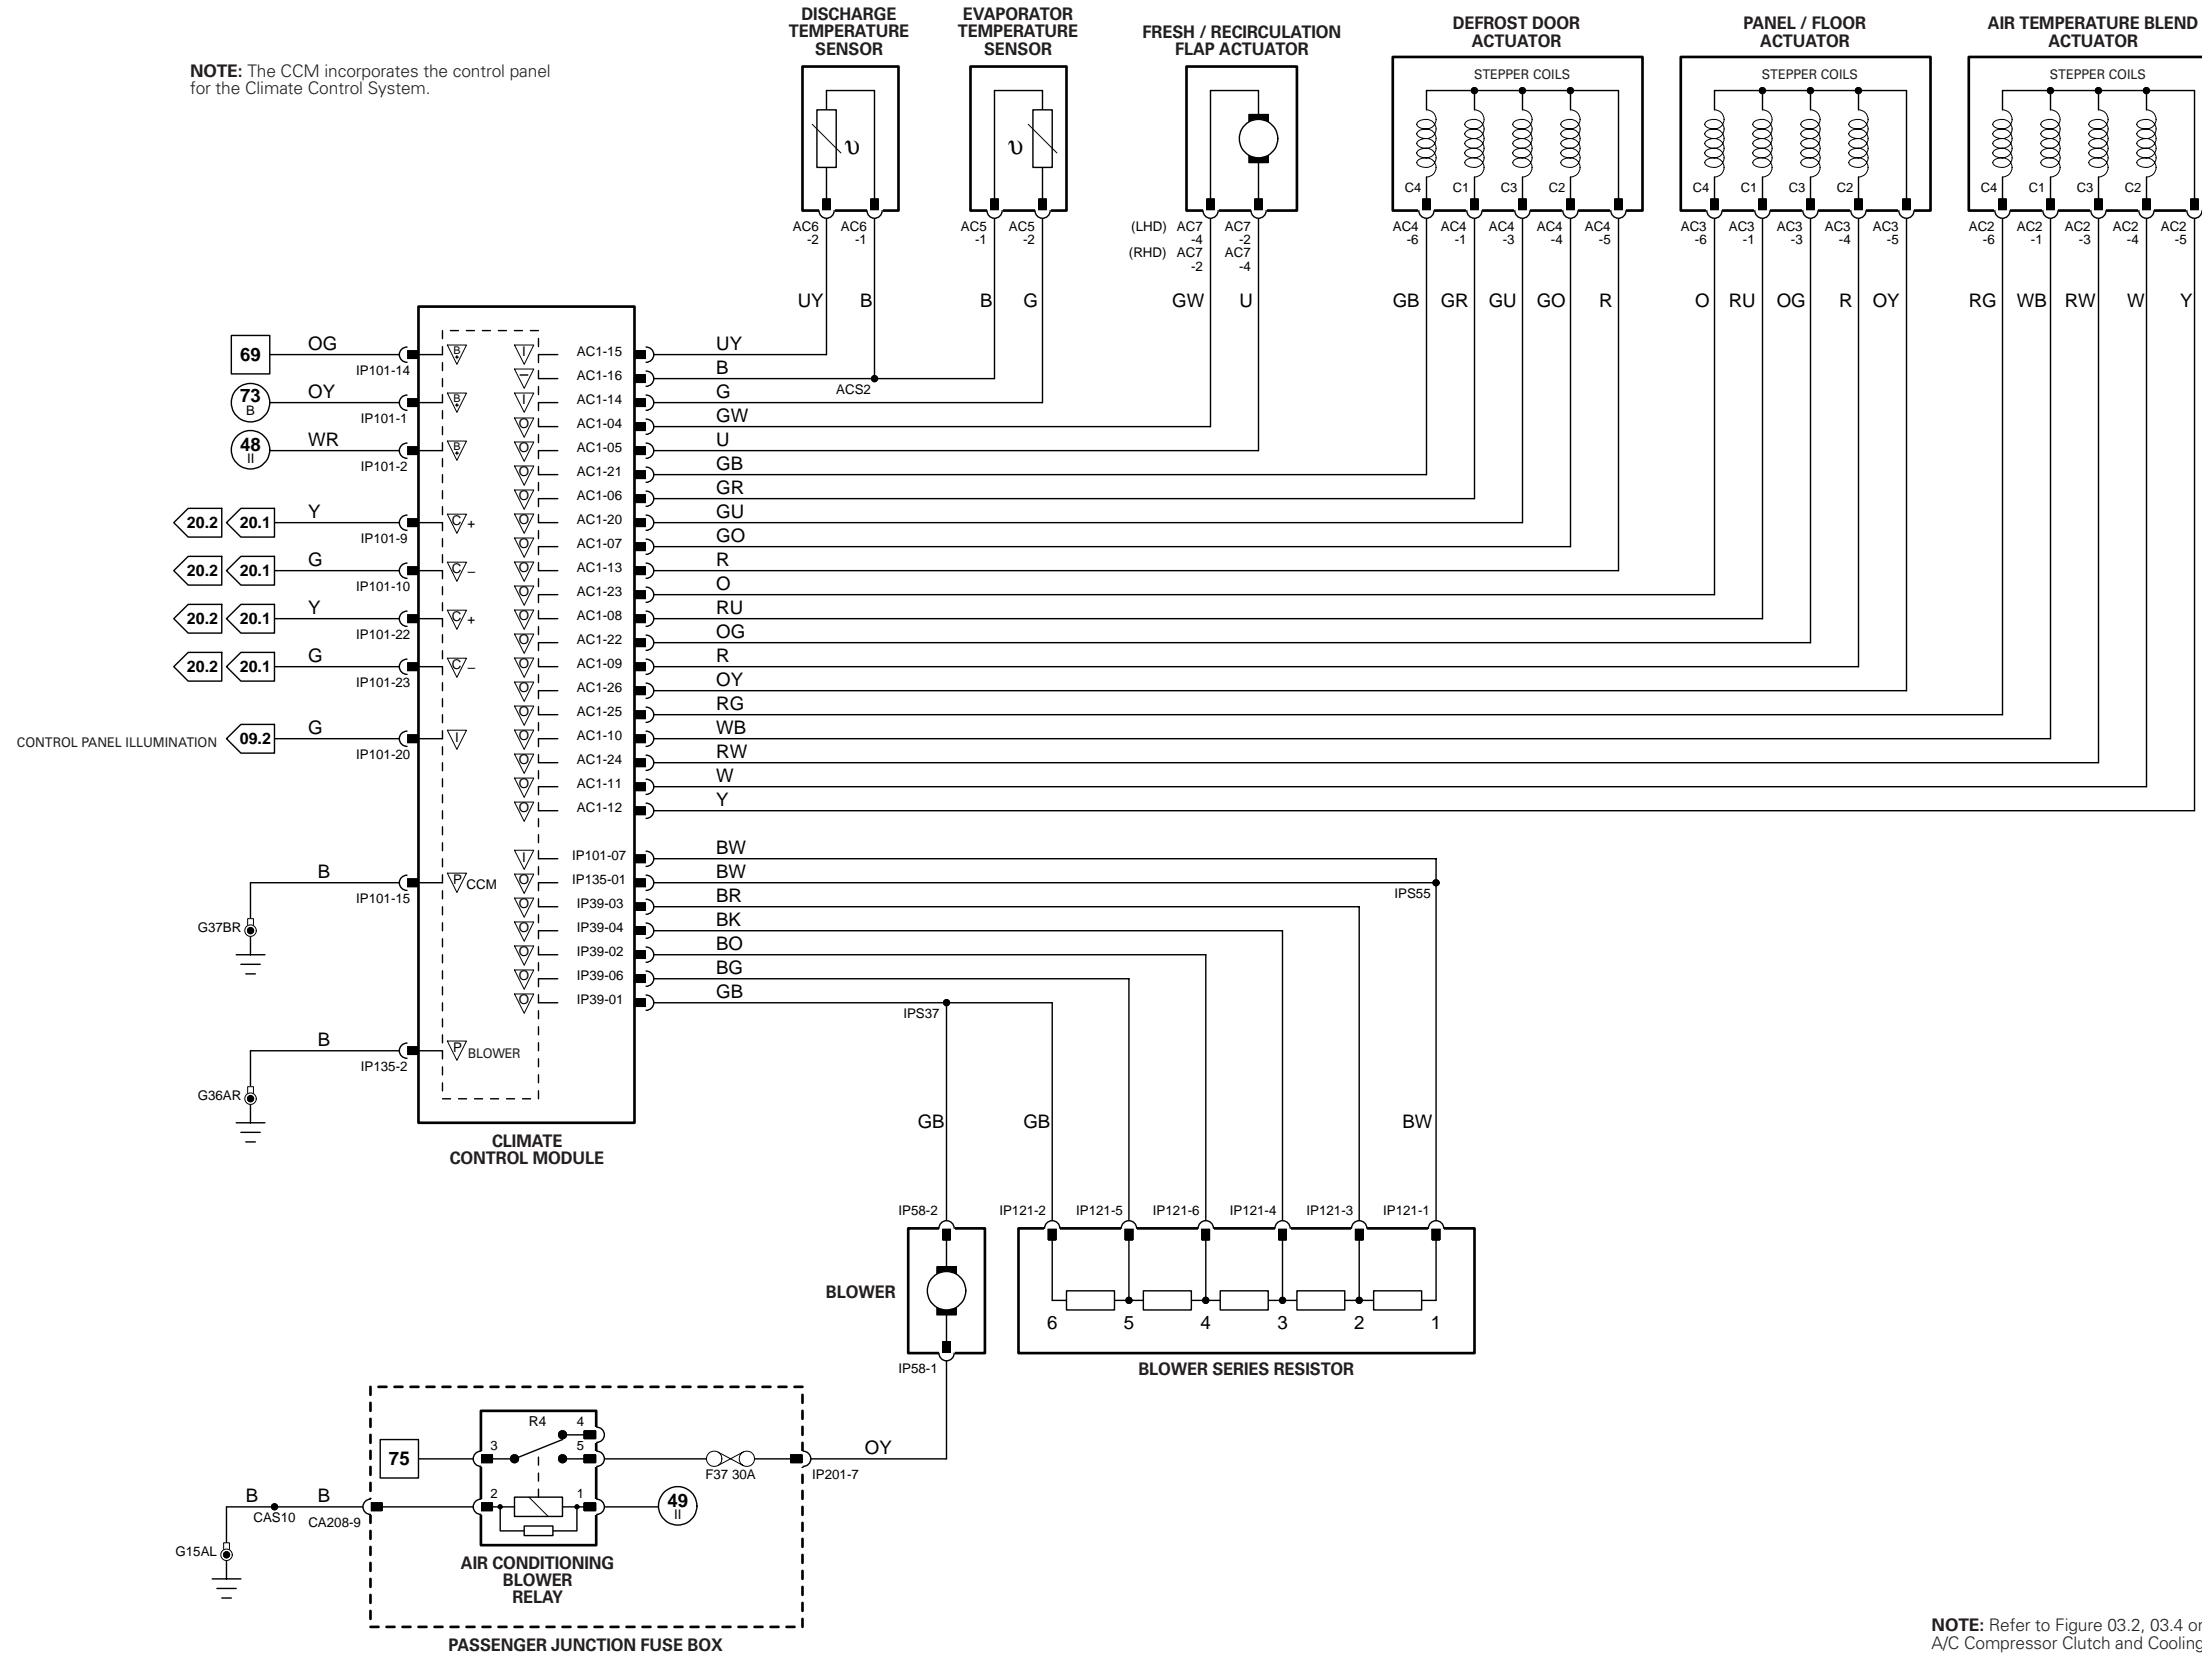 DISCHARGE
TEMPERATURE
SENSOR
EVAPORATOR
TEMPERATURE
SENSOR
FRESH / RECIRCULATION
FLAP ACTUATOR
DEFROST DOOR
ACTUATOR
PANEL / FLOOR
ACTUATOR
AIR TEMPERATURE BLEND
ACTUATOR
NOTE: The CCM incorporates the control panel
for the Climate Control System.
STEPPER COILS
STEPPER COILS
STEPPER COILS
υ
υ
C4 C1 C3 C2
C4 C1 C3 C2
C4 C1 C3 C2
AC6 -2
AC6 -1
AC5 -1
AC5 -2
(LHD) AC7 -4
AC7 -2
(RHD) AC7 -2
AC7 -4
AC4 -6
AC4 -1
AC4 -3
AC4 -4
AC4 -5
AC3 -6
AC3 -1
AC3 -3
AC3 -4
AC3 -5
AC2 -6
AC2 -1
AC2 -3
AC2 -4
AC2 -5
UY B B G GW U GB GR GU GO R O RU OG R OY RG WB RW W Y
69 OG IP101-14 B+
73 B OY IP101-1 B+
48 II WR IP101-2 B+
20.2 20.1 Y IP101-9 C +
20.2 20.1 G IP101-10 C –
20.2 20.1 Y IP101-22 C +
20.2 20.1 G IP101-23 C –
CONTROL PANEL ILLUMINATION 09.2 G IP101-20 I
B IP101-15 P CCM
G37BR
B IP135-2 P BLOWER
G36AR
I AC1-15 UY
– AC1-16 B
ACS2
I AC1-14 G
O AC1-04 GW
O AC1-05 U
O AC1-21 GB
O AC1-06 GR
O AC1-20 GU
O AC1-07 GO
O AC1-13 R
O AC1-23 O
O AC1-08 RU
O AC1-22 OG
O AC1-09 R
O AC1-26 OY
O AC1-25 RG
O AC1-10 WB
O AC1-24 RW
O AC1-11 W
O AC1-12 Y
I IP101-07 BW
O IP135-01 BW
IPS55
O IP39-03 BR
O IP39-04 BK
O IP39-02 BO
O IP39-06 BG
O IP39-01 GB
IPS37
GB GB BW
CLIMATE
CONTROL MODULE
IP58-2 IP121-2 IP121-5 IP121-6 IP121-4 IP121-3 IP121-1
BLOWER
6 5 4 3 2 1
IP58-1
BLOWER SERIES RESISTOR
R4 4
75 3 5
F37 30A
IP201-7
OY
B B
CAS10
CA208-9
2 1
49 II
G15AL
AIR CONDITIONING
BLOWER
RELAY
PASSENGER JUNCTION FUSE BOX
NOTE: Refer to Figure 03.2, 03.4 or
A/C Compressor Clutch and Cooling